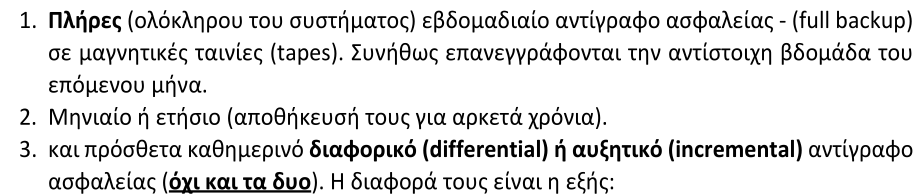 1. Πλήρες (ολόκληρου του συστήματος) εβδομαδιαίο αντίγραφο ασφαλείας - (full backup)
σε μαγνητικές ταινίες (tapes). Συνήθως επανεγγράφονται την αντίστοιχη βδομάδα του
επόμενου μήνα.
2. Μηνιαίο ή ετήσιο (αποθήκευσή τους για αρκετά χρόνια).
3. και πρόσθετα καθημερινό διαφορικό (differential) ή αυξητικό (incremental) αντίγραφο
ασφαλείας (όχι και τα δυο). Η διαφορά τους είναι η εξής: